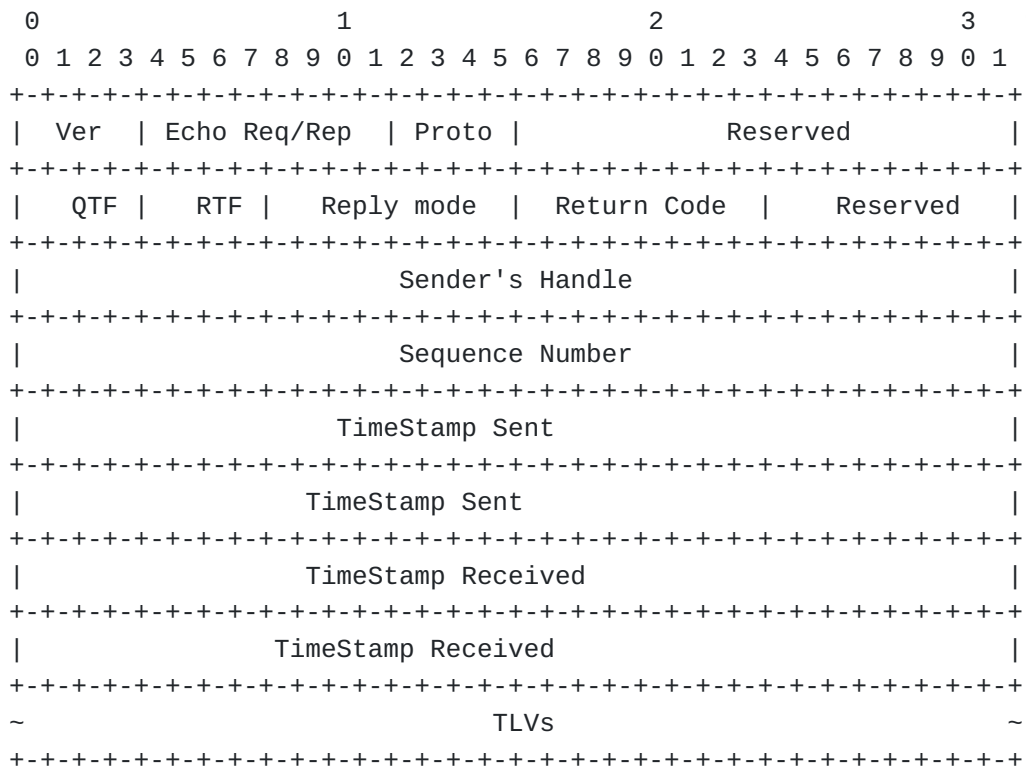 0                   1                   2                   3
 0 1 2 3 4 5 6 7 8 9 0 1 2 3 4 5 6 7 8 9 0 1 2 3 4 5 6 7 8 9 0 1
+-+-+-+-+-+-+-+-+-+-+-+-+-+-+-+-+-+-+-+-+-+-+-+-+-+-+-+-+-+-+-+-+
|  Ver  | Echo Req/Rep  | Proto |             Reserved          |
+-+-+-+-+-+-+-+-+-+-+-+-+-+-+-+-+-+-+-+-+-+-+-+-+-+-+-+-+-+-+-+-+
|   QTF |   RTF |   Reply mode  |  Return Code  |    Reserved   |
+-+-+-+-+-+-+-+-+-+-+-+-+-+-+-+-+-+-+-+-+-+-+-+-+-+-+-+-+-+-+-+-+
|                        Sender's Handle                        |
+-+-+-+-+-+-+-+-+-+-+-+-+-+-+-+-+-+-+-+-+-+-+-+-+-+-+-+-+-+-+-+-+
|                        Sequence Number                        |
+-+-+-+-+-+-+-+-+-+-+-+-+-+-+-+-+-+-+-+-+-+-+-+-+-+-+-+-+-+-+-+-+
|                    TimeStamp Sent                             |
+-+-+-+-+-+-+-+-+-+-+-+-+-+-+-+-+-+-+-+-+-+-+-+-+-+-+-+-+-+-+-+-+
|                  TimeStamp Sent                               |
+-+-+-+-+-+-+-+-+-+-+-+-+-+-+-+-+-+-+-+-+-+-+-+-+-+-+-+-+-+-+-+-+
|                  TimeStamp Received                           |
+-+-+-+-+-+-+-+-+-+-+-+-+-+-+-+-+-+-+-+-+-+-+-+-+-+-+-+-+-+-+-+-+
|                TimeStamp Received                             |
+-+-+-+-+-+-+-+-+-+-+-+-+-+-+-+-+-+-+-+-+-+-+-+-+-+-+-+-+-+-+-+-+
~                              TLVs                             ~
+-+-+-+-+-+-+-+-+-+-+-+-+-+-+-+-+-+-+-+-+-+-+-+-+-+-+-+-+-+-+-+-+